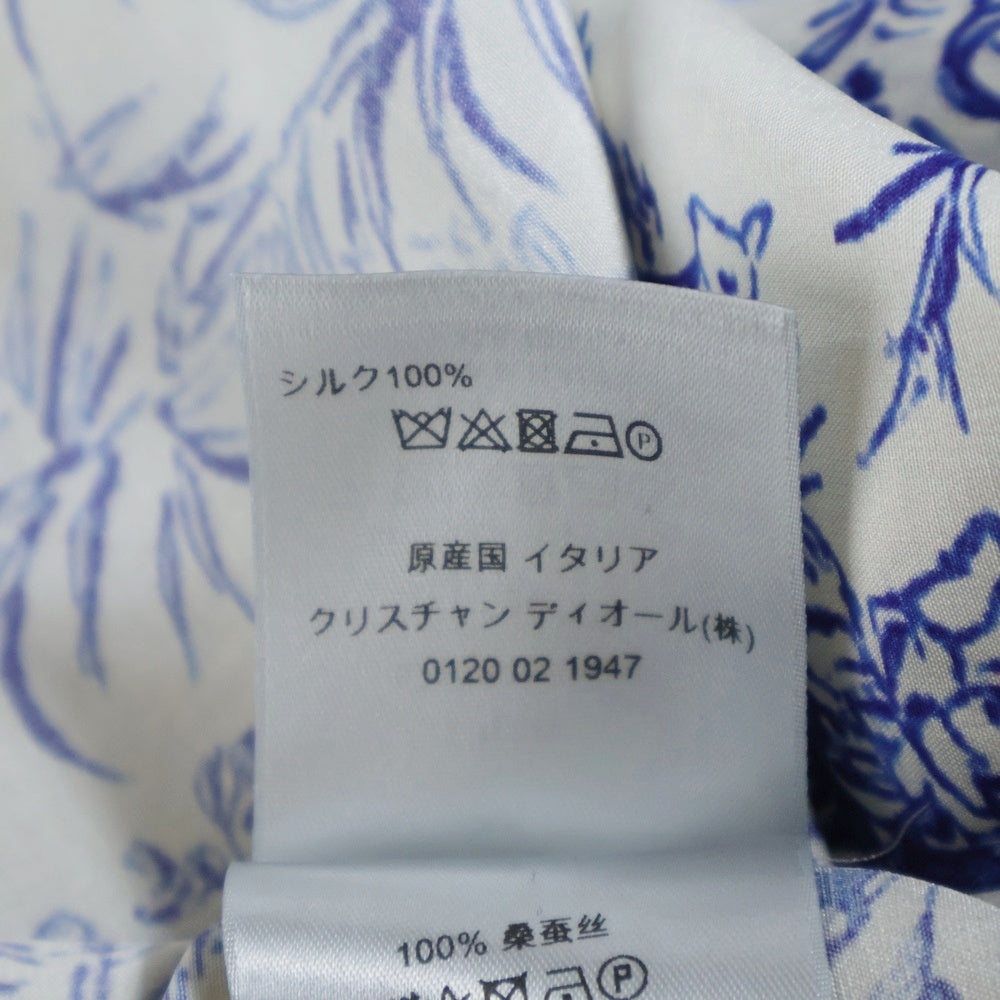 シルク100%
P
原産国 イタリア
クリスチャン ディオール(株)
0120 02 1947
100% 桑蚕丝
P